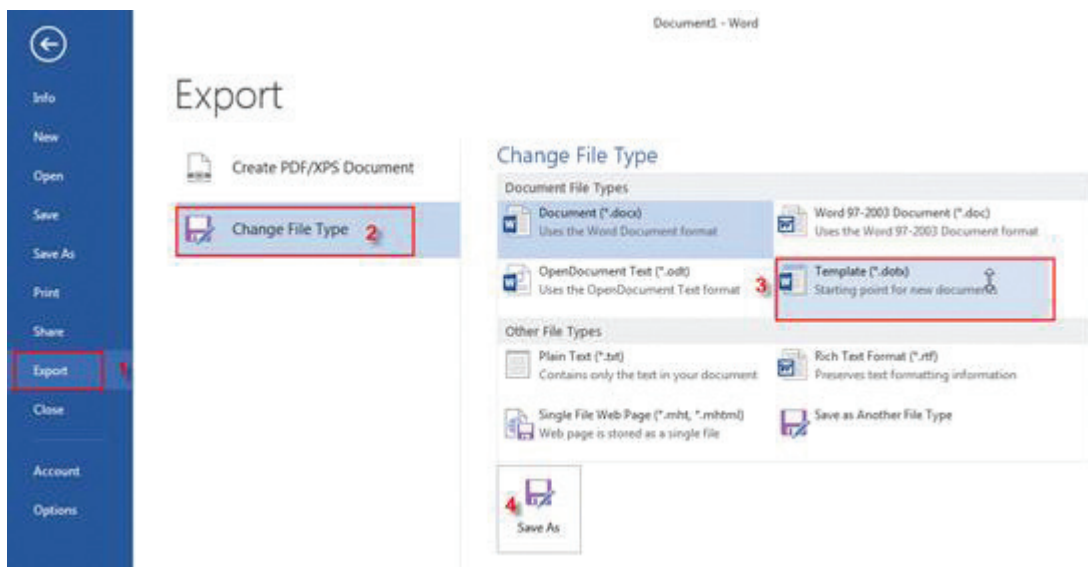 Document1 - Word
Info
New
Open
Save
Save As
Print
Share
Export 1
Close
Account
Options
Export
Create PDF/XPS Document
Change File Type 2
Change File Type
Document File Types
Document (*.docx)
Uses the Word Document format
Word 97-2003 Document (*.doc)
Uses the Word 97-2003 Document format
OpenDocument Text (*.odt)
Uses the OpenDocument Text format
3
Template (*.dotx)
Starting point for new documents
Other File Types
Plain Text (*.txt)
Contains only the text in your document
Rich Text Format (*.rtf)
Preserves text formatting information
Single File Web Page (*.mht, *.mhtml)
Web page is stored as a single file
Save as Another File Type
4
Save As